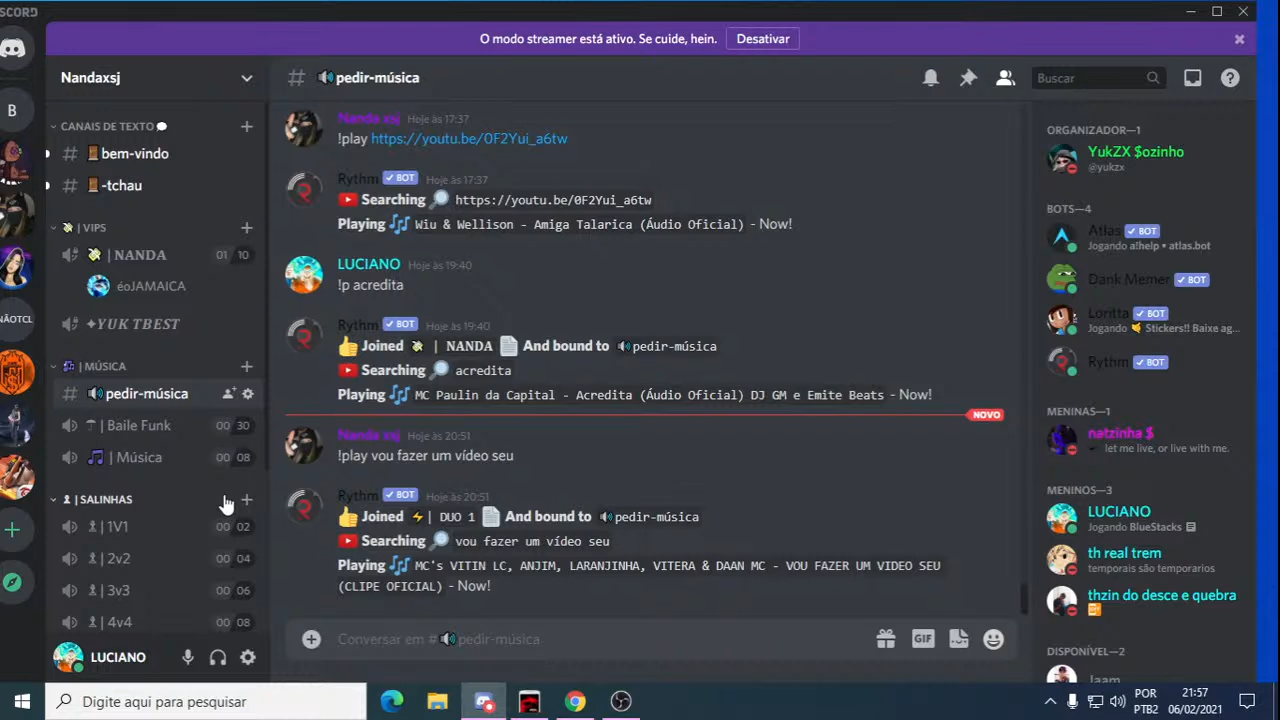 SCORD
O modo streamer está ativo. Se cuide, hein.
Desativar
Nandaxsj
pedir-música
Buscar
CANAIS DE TEXTO
bem-vindo
-tchau
| VIPS
| NANDA
01 10
éoJAMAICA
YUK TBEST
| MÚSICA
pedir-música
| Baile Funk
00 30
| Música
00 08
| SALINHAS
| 1V1
00 02
| 2v2
00 04
| 3v3
00 06
| 4v4
00 08
LUCIANO
B
NÃOTCL
Nanda xsj Hoje às 17:37
!play https://youtu.be/0F2Yui_a6tw
Rythm BOT Hoje às 17:37
Searching https://youtu.be/0F2Yui_a6tw
Playing Wiu & Wellison - Amiga Talarica (Áudio Oficial) - Now!
LUCIANO Hoje às 19:40
!p acredita
Rythm BOT Hoje às 19:40
Joined | NANDA And bound to pedir-música
Searching acredita
Playing MC Paulin da Capital - Acredita (Áudio Oficial) DJ GM e Emite Beats - Now!
NOVO
Nanda xsj Hoje às 20:51
!play vou fazer um vídeo seu
Rythm BOT Hoje às 20:51
Joined | DUO 1 And bound to pedir-música
Searching vou fazer um vídeo seu
Playing MC's VITIN LC, ANJIM, LARANJINHA, VITERA & DAAN MC - VOU FAZER UM VIDEO SEU
(CLIPE OFICIAL) - Now!
Conversar em # pedir-música
GIF
ORGANIZADOR—1
YukZX $ozinho
@yukzx
BOTS—4
Atlas BOT
Jogando a!help • atlas.bot
Dank Memer BOT
Loritta BOT
Jogando Stickers!! Baixe ag...
Rythm BOT
MENINAS—1
natzinha $
let me live, or live with me.
MENINOS—3
LUCIANO
Jogando BlueStacks
th real trem
temporais são temporarios
thzin do desce e quebra
DISPONÍVEL—2
Jaam
Digite aqui para pesquisar
POR
PTB2
21:57
06/02/2021